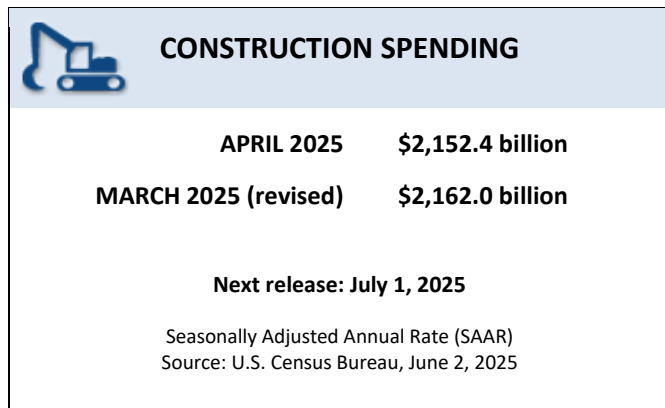 CONSTRUCTION SPENDING
APRIL 2025 $2,152.4 billion
MARCH 2025 (revised) $2,162.0 billion
Next release: July 1, 2025
Seasonally Adjusted Annual Rate (SAAR)
Source: U.S. Census Bureau, June 2, 2025